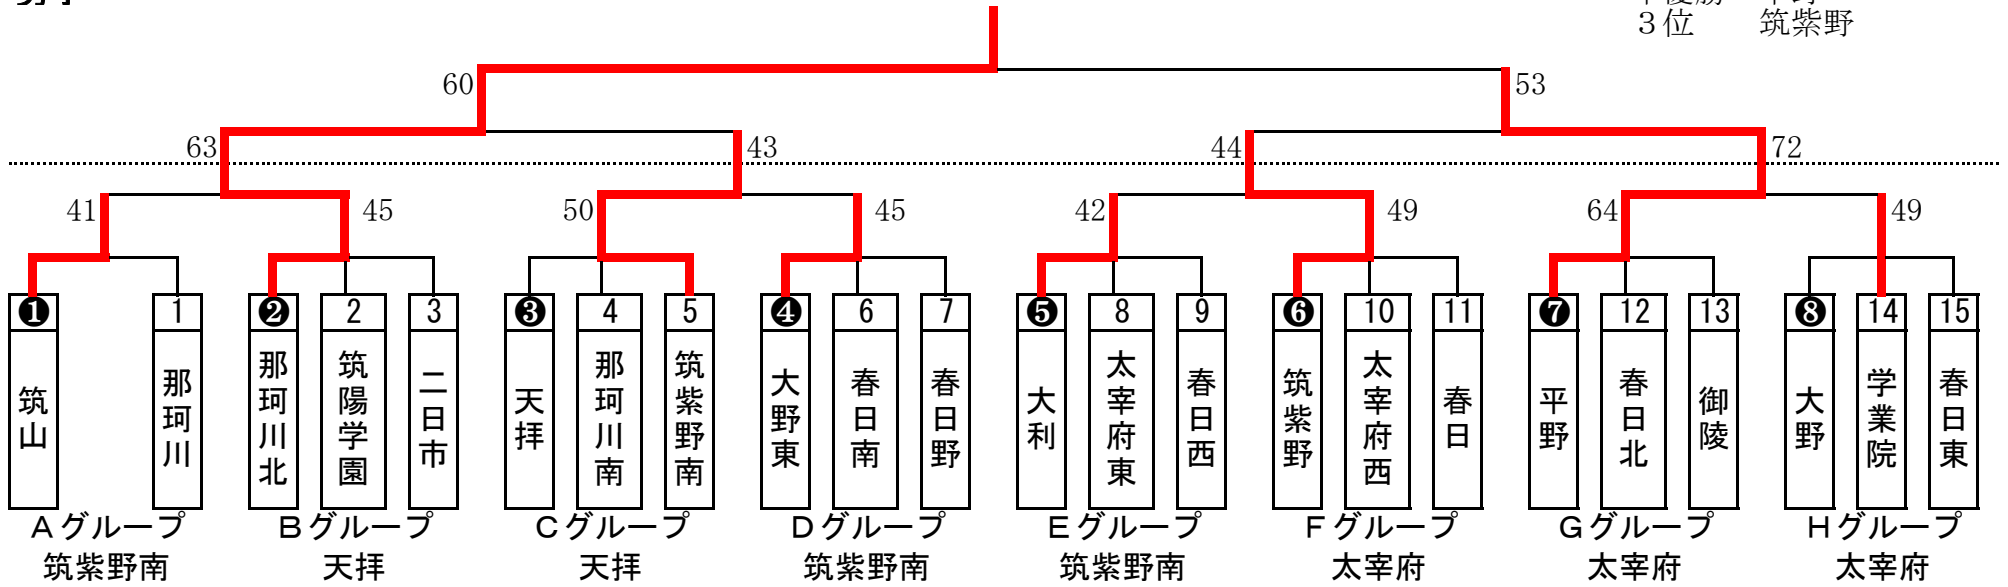 3位 筑紫野
60 53
63 43 44 72
41 45 50 45 42 49 64 49
❶ 1 ❷ 2 3 ❸ 4 5 ❹ 6 7 ❺ 8 9 ❻ 10 11 ❼ 12 13 ❽ 14 15
筑山
那珂川
那珂川北
筑陽学園
二日市
天拝
那珂川南
筑紫野南
大野東
春日南
春日野
大利
太宰府東
春日西
筑紫野
太宰府西
春日
平野
春日北
御陵
大野
学業院
春日東
Aグループ Bグループ Cグループ Dグループ Eグループ Fグループ Gグループ Hグループ
筑紫野南 天拝 天拝 筑紫野南 筑紫野南 太宰府 太宰府 太宰府